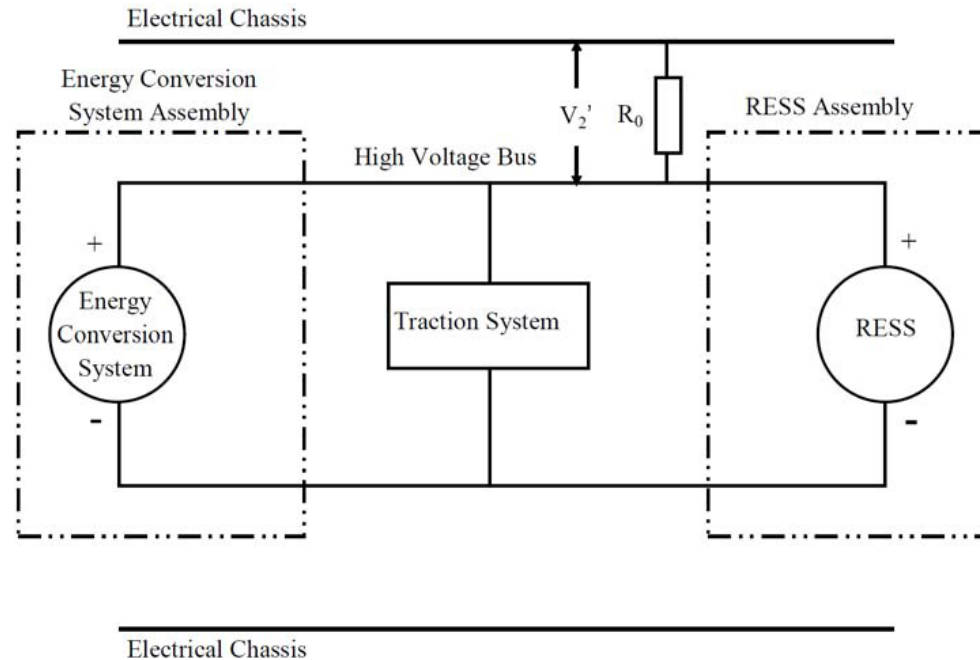 Electrical Chassis
Energy Conversion
System Assembly
V2'
R0
RESS Assembly
High Voltage Bus
+
+
Energy
Conversion
System
Traction System
RESS
-
-
Electrical Chassis